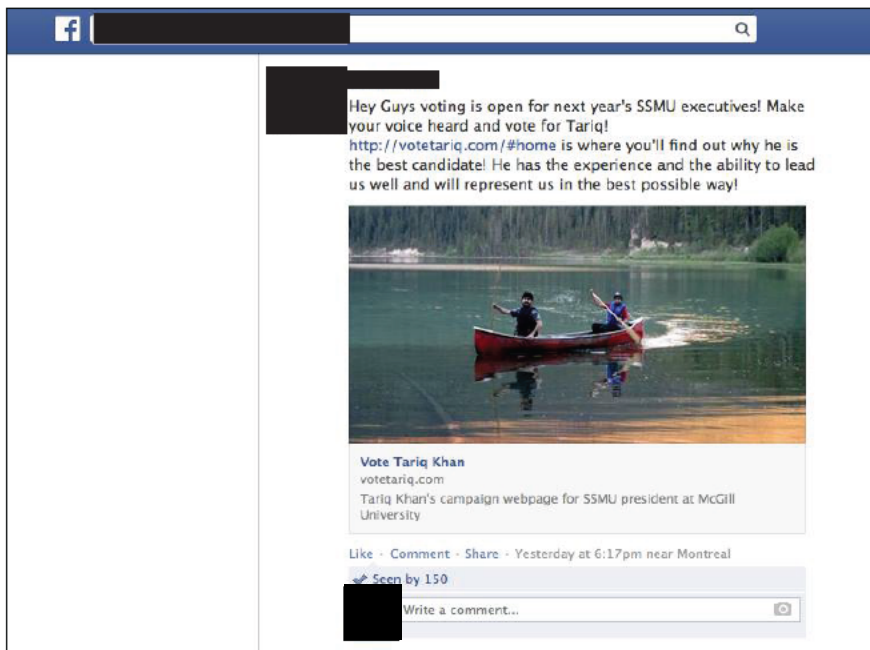 f
Hey Guys voting is open for next year's SSMU executives! Make
your voice heard and vote for Tariq!
http://votetariq.com/#home is where you'll find out why he is
the best candidate! He has the experience and the ability to lead
us well and will represent us in the best possible way!
Vote Tariq Khan
votetariq.com
Tariq Khan's campaign webpage for SSMU president at McGill
University
Like · Comment · Share · Yesterday at 6:17pm near Montreal
Seen by 150
Write a comment...